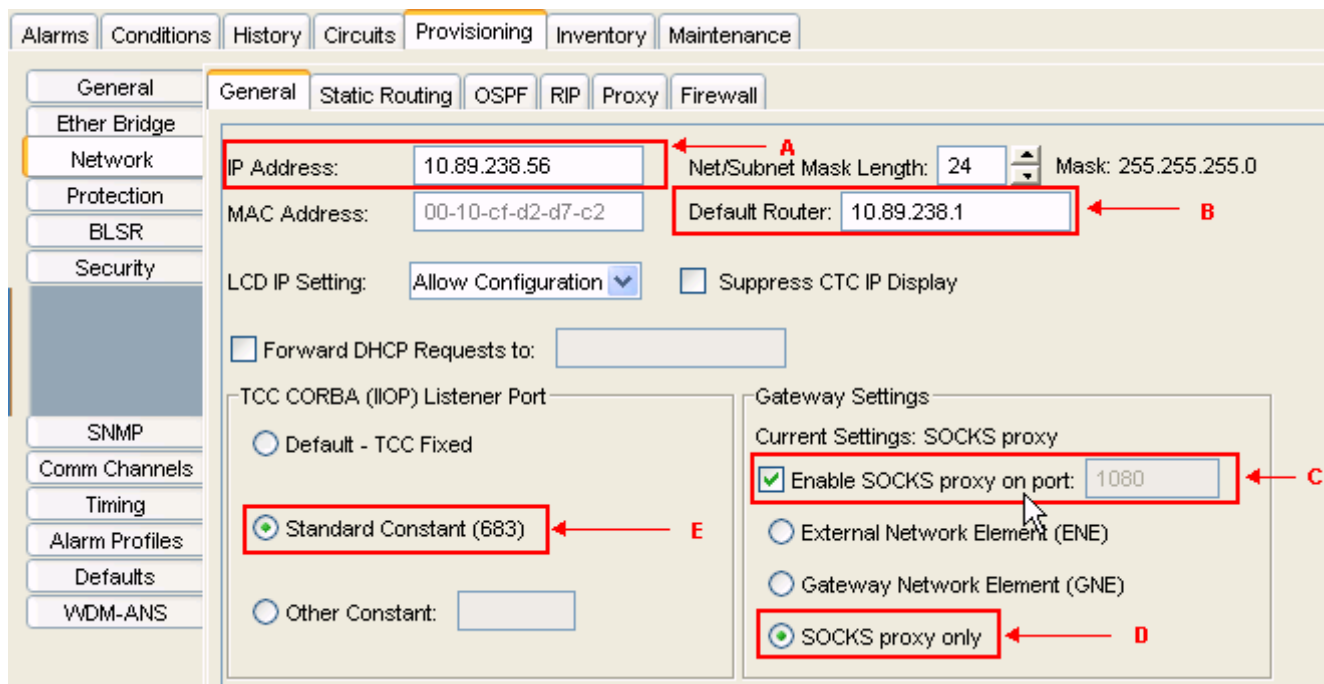 Alarms Conditions History Circuits Provisioning Inventory Maintenance
General
Ether Bridge
Network
Protection
BLSR
Security
SNMP
Comm Channels
Timing
Alarm Profiles
Defaults
WDM-ANS
General Static Routing OSPF RIP Proxy Firewall
IP Address: 10.89.238.56 A Net/Subnet Mask Length: 24 Mask: 255.255.255.0
MAC Address: 00-10-cf-d2-d7-c2 Default Router: 10.89.238.1 B
LCD IP Setting: Allow Configuration Suppress CTC IP Display
Forward DHCP Requests to:
TCC CORBA (IIOP) Listener Port
Default - TCC Fixed
Standard Constant (683) E
Other Constant:
Gateway Settings
Current Settings: SOCKS proxy
Enable SOCKS proxy on port: 1080 C
External Network Element (ENE)
Gateway Network Element (GNE)
SOCKS proxy only D